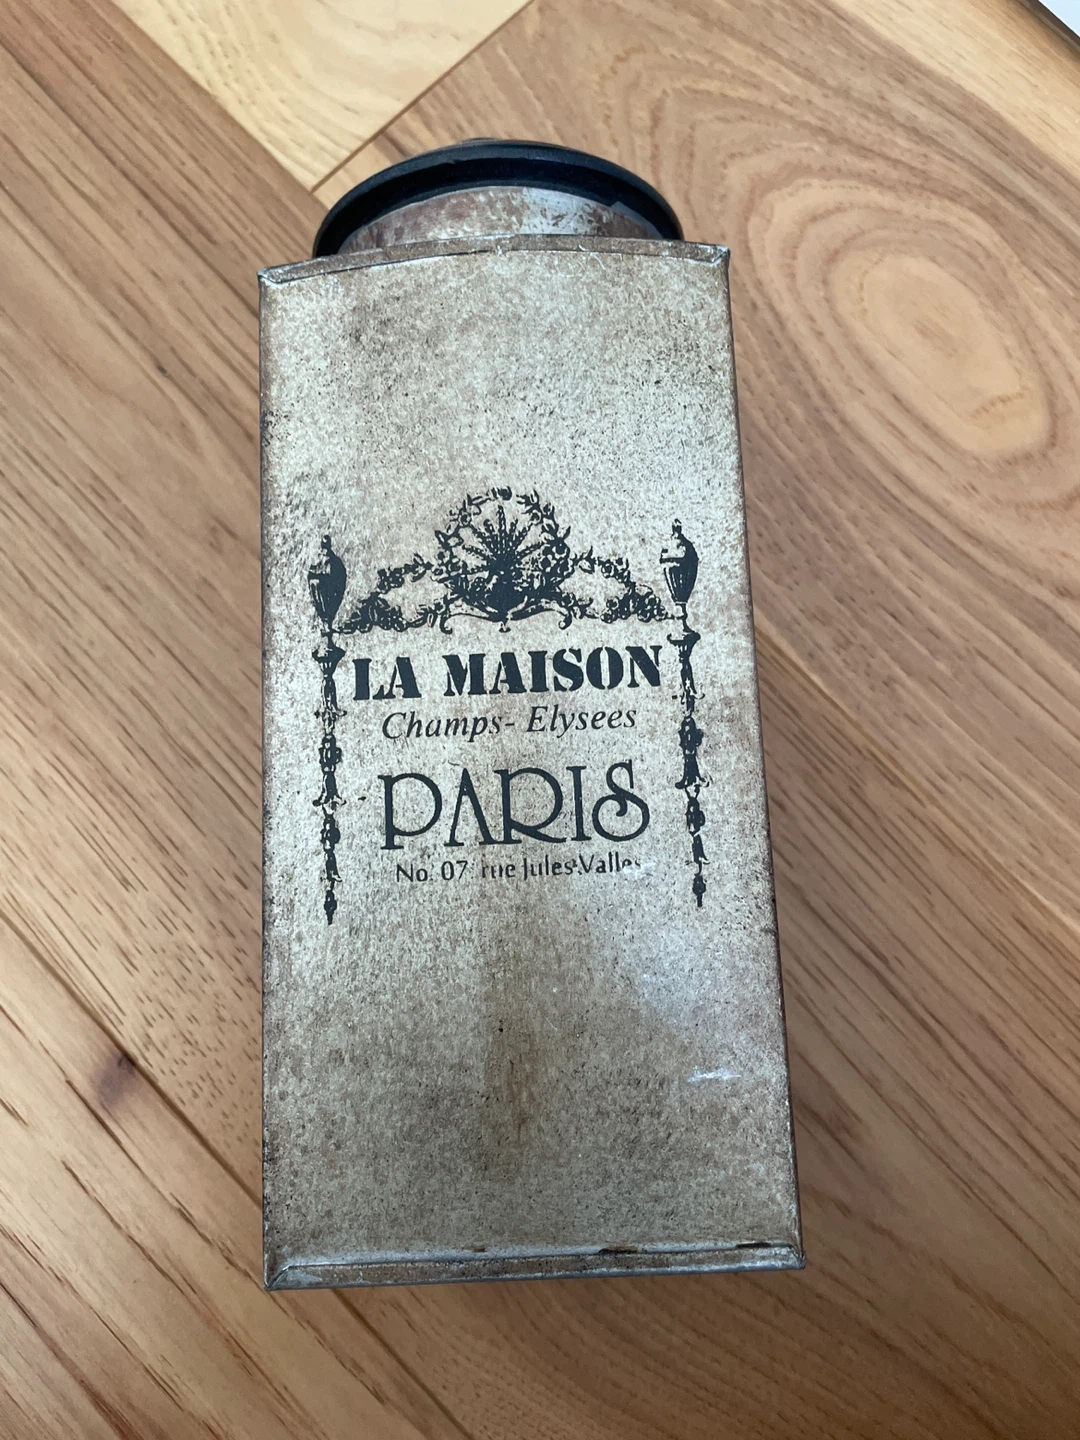 LA MAISON
Champs- Elysees
PARIS
No. 07 rue Jules Valles